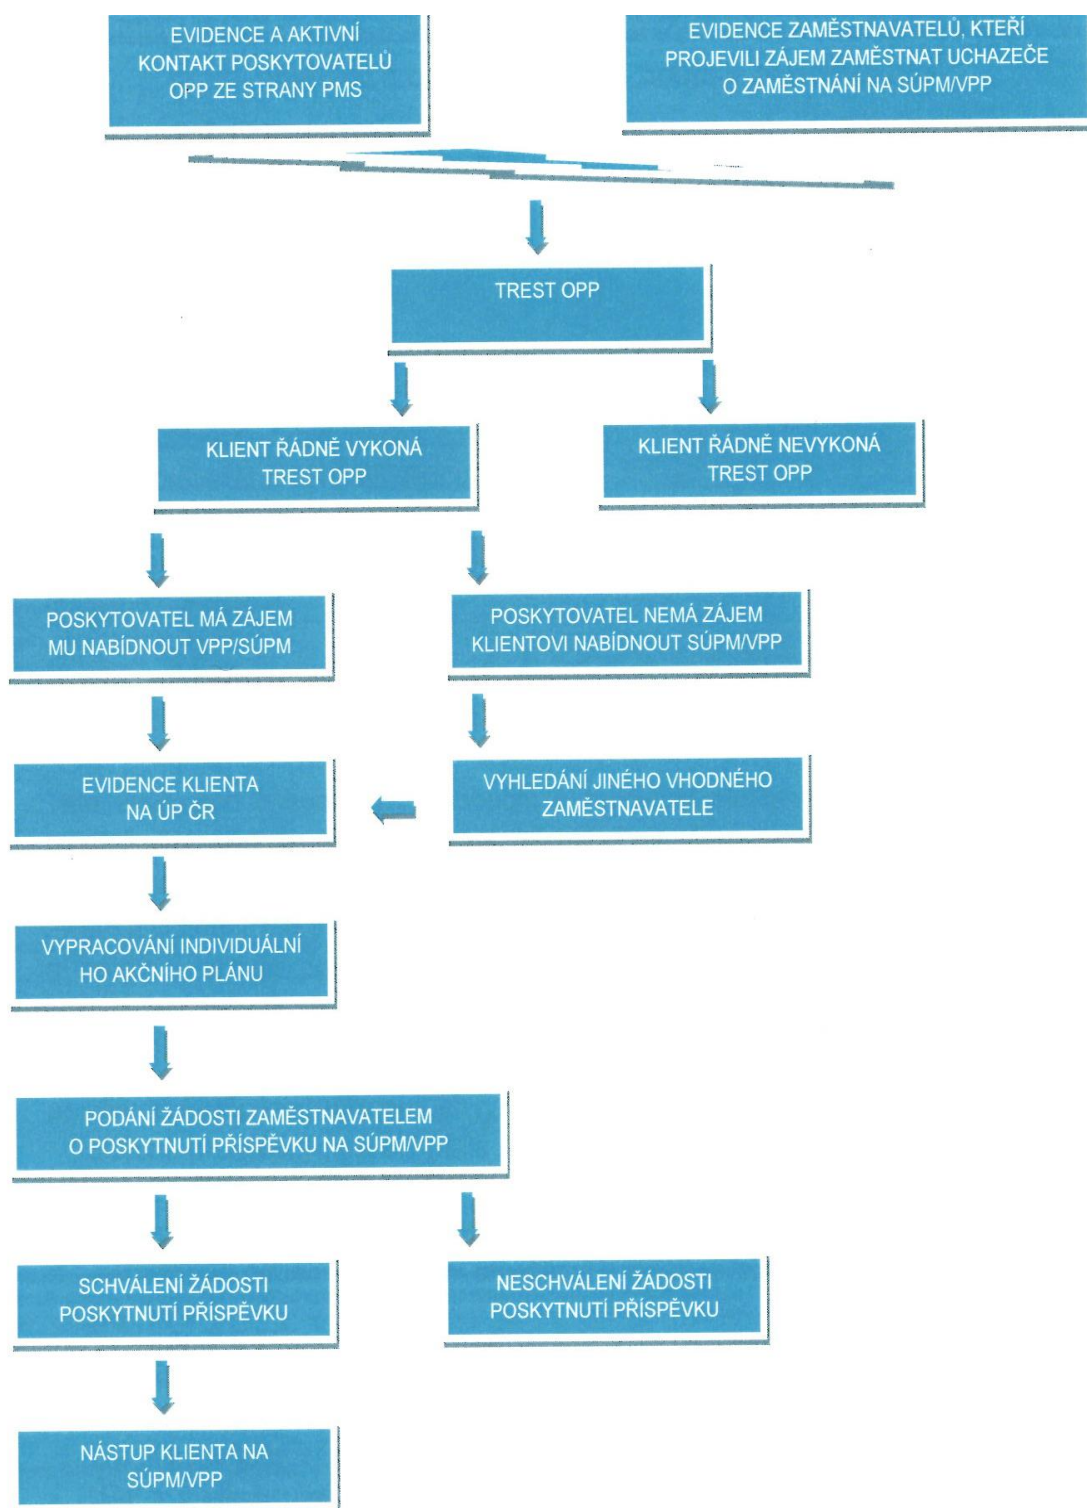 EVIDENCE A AKTIVNÍ
KONTAKT POSKYTOVATELŮ
OPP ZE STRANY PMS
EVIDENCE ZAMĚSTNAVATELŮ, KTEŘÍ
PROJEVILI ZÁJEM ZAMĚSTNAT UCHAZEČE
O ZAMĚSTNÁNÍ NA SÚPM/VPP
TREST OPP
KLIENT ŘÁDNĚ VYKONÁ
TREST OPP
KLIENT ŘÁDNĚ NEVYKONÁ
TREST OPP
POSKYTOVATEL MÁ ZÁJEM
MU NABÍDNOUT VPP/SÚPM
POSKYTOVATEL NEMÁ ZÁJEM
KLIENTOVI NABÍDNOUT SÚPM/VPP
EVIDENCE KLIENTA
NA ÚP ČR
VYHLEDÁNÍ JINÉHO VHODNÉHO
ZAMĚSTNAVATELE
VYPRACOVÁNÍ INDIVIDUÁLNÍ
HO AKČNÍHO PLÁNU
PODÁNÍ ŽÁDOSTI ZAMĚSTNAVATELEM
O POSKYTNUTÍ PŘÍSPĚVKU NA SÚPM/VPP
SCHVÁLENÍ ŽÁDOSTI
POSKYTNUTÍ PŘÍSPĚVKU
NESCHVÁLENÍ ŽÁDOSTI
POSKYTNUTÍ PŘÍSPĚVKU
NÁSTUP KLIENTA NA
SÚPM/VPP